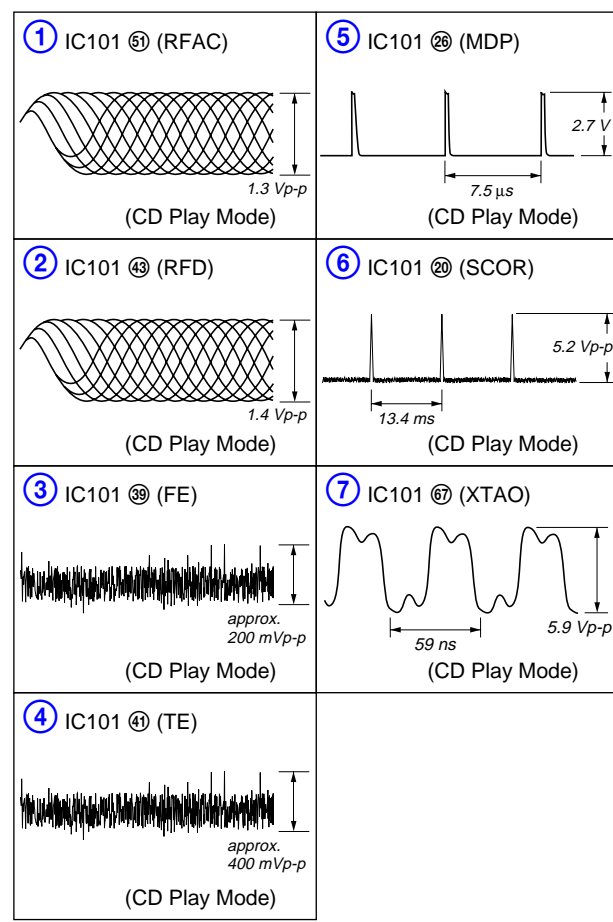 ① IC101 ㊿① (RFAC)
1.3 Vp-p
(CD Play Mode)
② IC101 ㊸ (RFD)
1.4 Vp-p
(CD Play Mode)
③ IC101 ㊴ (FE)
approx.
200 mVp-p
(CD Play Mode)
④ IC101 ㊶ (TE)
approx.
400 mVp-p
(CD Play Mode)
⑤ IC101 ㉖ (MDP)
2.7 V
7.5 µs
(CD Play Mode)
⑥ IC101 ⑳ (SCOR)
5.2 Vp-p
13.4 ms
(CD Play Mode)
⑦ IC101 67 (XTAO)
5.9 Vp-p
59 ns
(CD Play Mode)